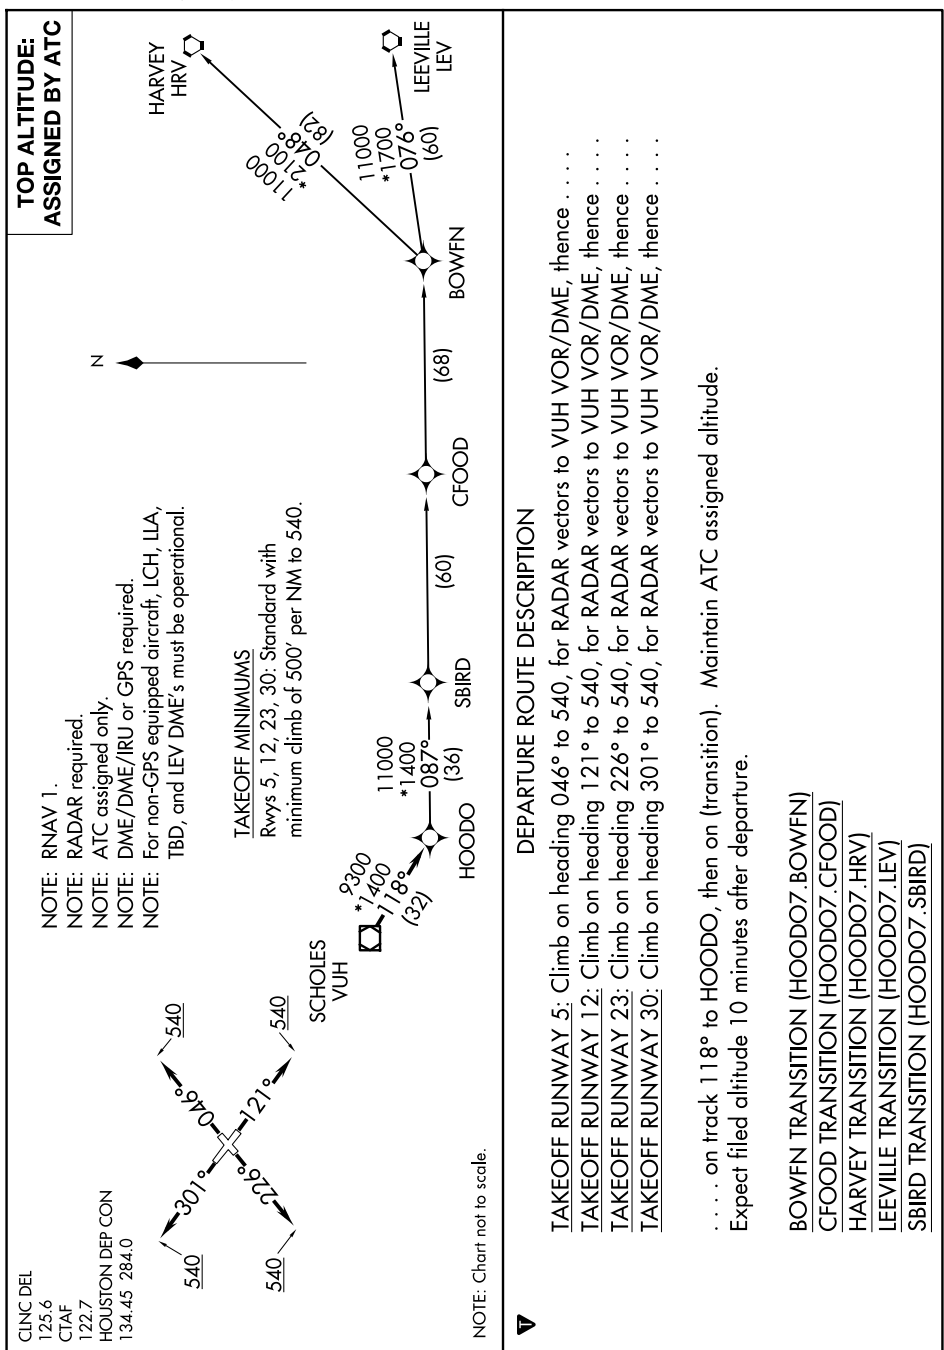 TOP ALTITUDE:
ASSIGNED BY ATC
CLNC DEL
125.6
CTAF
122.7
HOUSTON DEP CON
134.45 284.0
NOTE: RNAV 1.
NOTE: RADAR required.
NOTE: ATC assigned only.
NOTE: DME/DME/IRU or GPS required.
NOTE: For non-GPS equipped aircraft, LCH, LLA,
TBD, and LEV DME's must be operational.
N
TAKEOFF MINIMUMS
Rwys 5, 12, 23, 30: Standard with
minimum climb of 500' per NM to 540.
540
301°
540
046°
540
226°
540
121°
SCHOLES
VUH
9300
*1400
118°
(32)
HOODO
11000
*1400
087°
(36)
SBIRD
(60)
CFOOD
(68)
BOWFN
11000
*2100
048°
(82)
HARVEY
HRV
11000
*1700
076°
(60)
LEEVILLE
LEV
NOTE: Chart not to scale.
T
DEPARTURE ROUTE DESCRIPTION
TAKEOFF RUNWAY 5: Climb on heading 046° to 540, for RADAR vectors to VUH VOR/DME, thence . . . .
TAKEOFF RUNWAY 12: Climb on heading 121° to 540, for RADAR vectors to VUH VOR/DME, thence . . . .
TAKEOFF RUNWAY 23: Climb on heading 226° to 540, for RADAR vectors to VUH VOR/DME, thence . . . .
TAKEOFF RUNWAY 30: Climb on heading 301° to 540, for RADAR vectors to VUH VOR/DME, thence . . . .
. . . . on track 118° to HOODO, then on (transition). Maintain ATC assigned altitude.
Expect filed altitude 10 minutes after departure.
BOWFN TRANSITION (HOODO7.BOWFN)
CFOOD TRANSITION (HOODO7.CFOOD)
HARVEY TRANSITION (HOODO7.HRV)
LEEVILLE TRANSITION (HOODO7.LEV)
SBIRD TRANSITION (HOODO7.SBIRD)